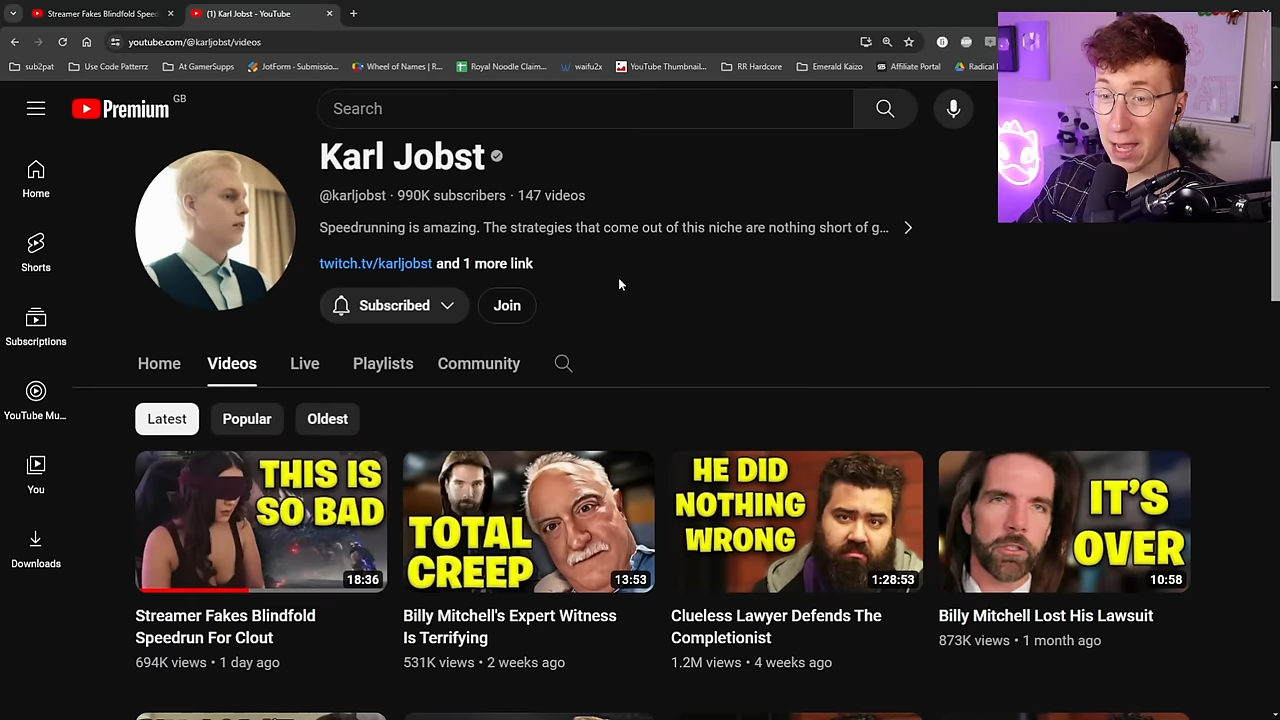 Streamer Fakes Blindfold Speed
(1) Karl Jobst - YouTube
youtube.com/@karljobst/videos
sub2pat
Use Code Patterrz
At GamerSupps
JotForm - Submissio...
Wheel of Names | R...
Royal Noodle Claim...
waifu2x
YouTube Thumbnail...
RR Hardcore
Emerald Kaizo
Affiliate Portal
Radical
Premium GB
Search
Home
Shorts
Subscriptions
YouTube Mu...
You
Downloads
Karl Jobst
@karljobst · 990K subscribers · 147 videos
Speedrunning is amazing. The strategies that come out of this niche are nothing short of g...
twitch.tv/karljobst and 1 more link
Subscribed
Join
Home
Videos
Live
Playlists
Community
Latest
Popular
Oldest
THIS IS
SO BAD
18:36
Streamer Fakes Blindfold
Speedrun For Clout
694K views · 1 day ago
TOTAL
CREEP
13:53
Billy Mitchell's Expert Witness
Is Terrifying
531K views · 2 weeks ago
HE DID
NOTHING
WRONG
1:28:53
Clueless Lawyer Defends The
Completionist
1.2M views · 4 weeks ago
IT'S
OVER
10:58
Billy Mitchell Lost His Lawsuit
873K views · 1 month ago